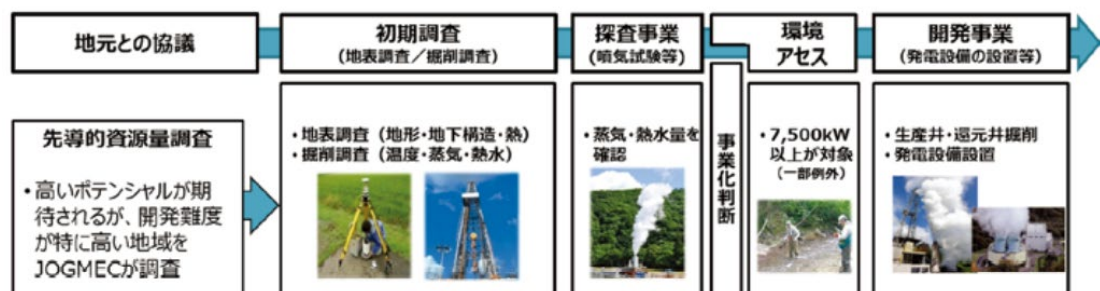 地元との協議
初期調査
(地表調査／掘削調査)
探査事業
(噴気試験等)
環境
アセス
開発事業
(発電設備の設置等)
先導的資源量調査
・高いポテンシャルが期
待されるが、開発難度
が特に高い地域を
JOGMECが調査
・地表調査（地形・地下構造・熱）
・掘削調査（温度・蒸気・熱水）
・蒸気・熱水量を
確認
事業化判断
・7,500kW
以上が対象
（一部例外）
・生産井・還元井掘削
・発電設備設置